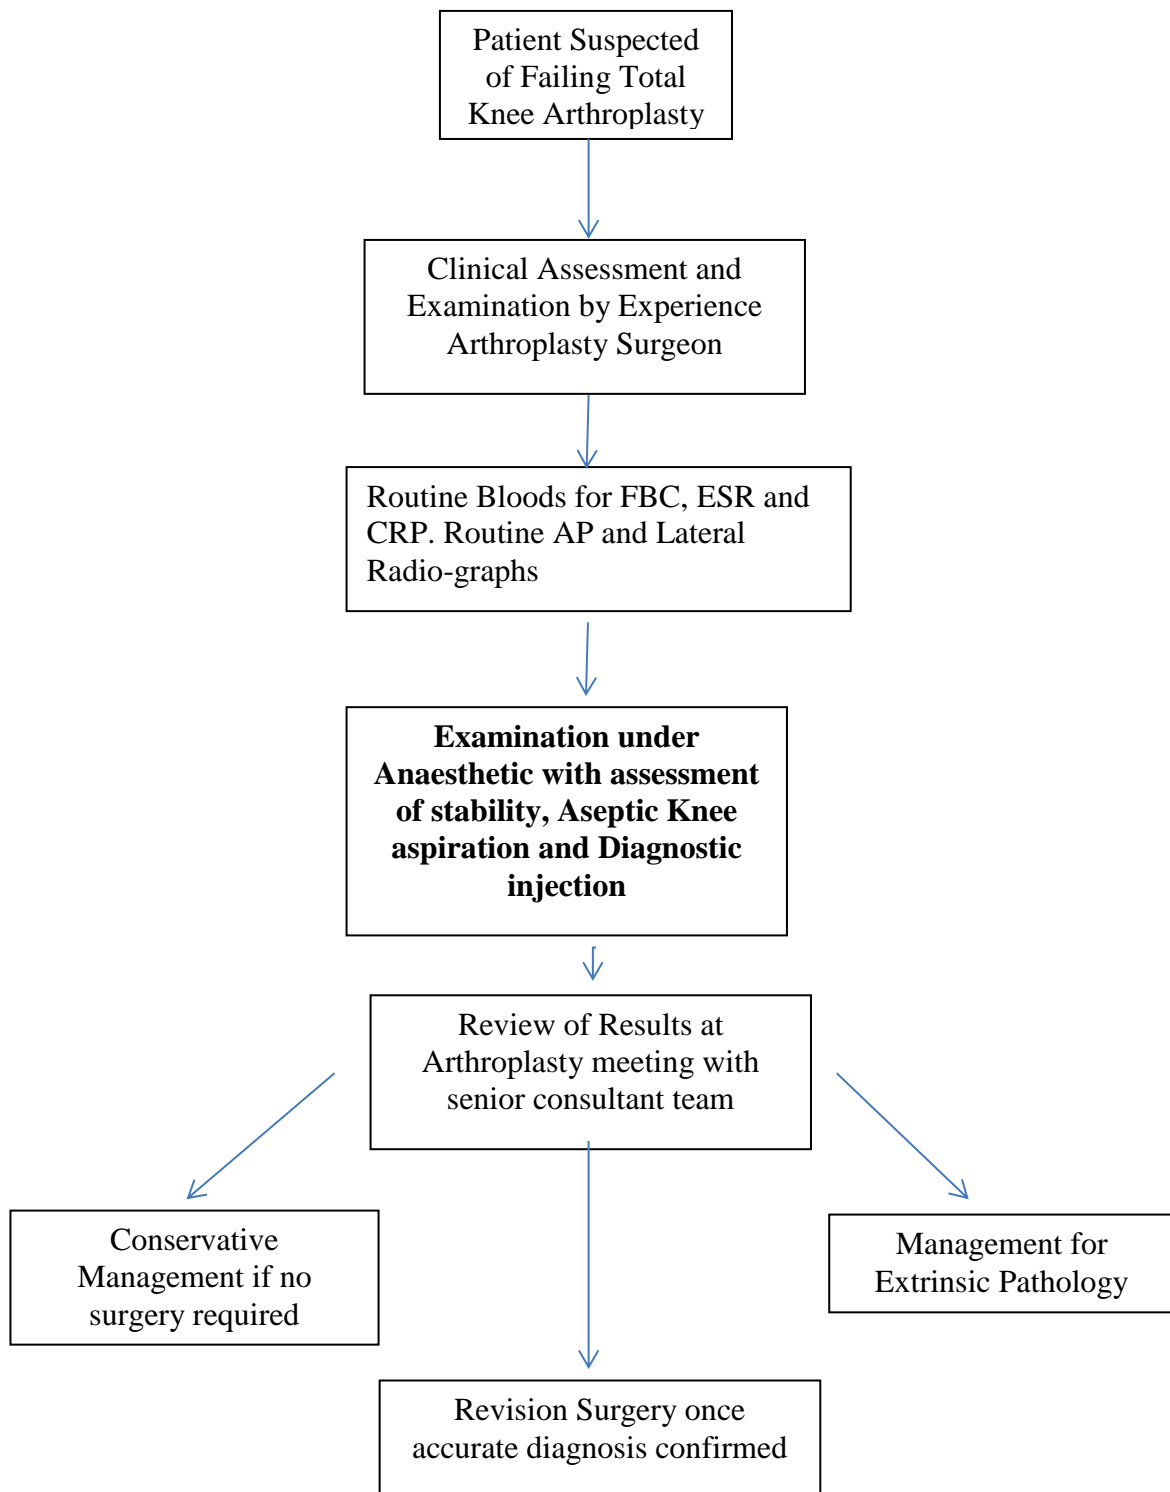 Patient Suspected
of Failing Total
Knee Arthroplasty
Clinical Assessment and
Examination by Experience
Arthroplasty Surgeon
Routine Bloods for FBC, ESR and
CRP. Routine AP and Lateral
Radio-graphs
Examination under
Anaesthetic with assessment
of stability, Aseptic Knee
aspiration and Diagnostic
injection
Review of Results at
Arthroplasty meeting with
senior consultant team
Conservative
Management if no
surgery required
Management for
Extrinsic Pathology
Revision Surgery once
accurate diagnosis confirmed